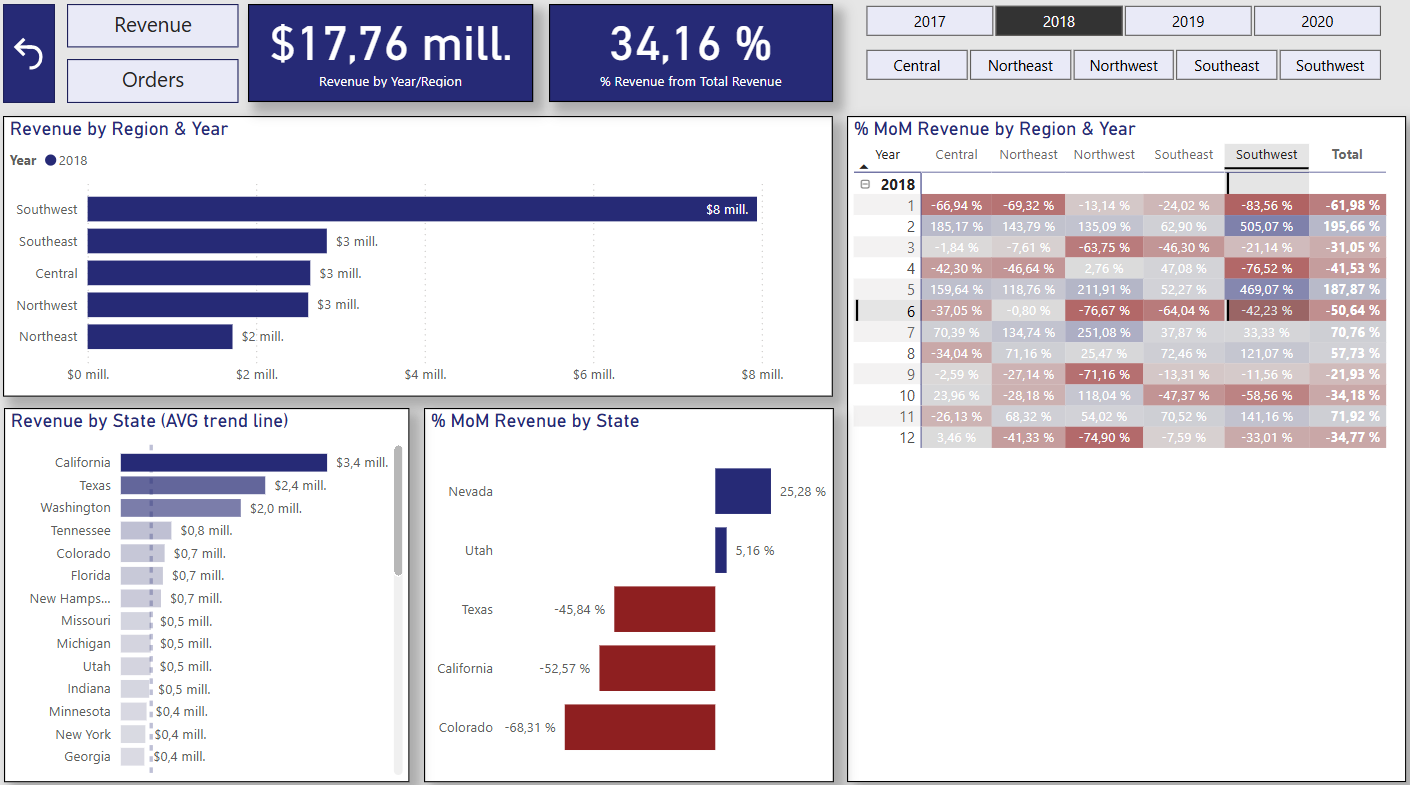 Revenue
Orders
$17,76 mill.
Revenue by Year/Region
34,16 %
% Revenue from Total Revenue
2017 2018 2019 2020
Central Northeast Northwest Southeast Southwest
Revenue by Region & Year
Year 2018
Southwest $8 mill.
Southeast $3 mill.
Central $3 mill.
Northwest $3 mill.
Northeast $2 mill.
$0 mill. $2 mill. $4 mill. $6 mill. $8 mill.
% MoM Revenue by Region & Year
Year Central Northeast Northwest Southeast Southwest Total
2018
1 -66,94 % -69,32 % -13,14 % -24,02 % -83,56 % -61,98 %
2 185,17 % 143,79 % 135,09 % 62,90 % 505,07 % 195,66 %
3 -1,84 % -7,61 % -63,75 % -46,30 % -21,14 % -31,05 %
4 -42,30 % -46,64 % 2,76 % 47,08 % -76,52 % -41,53 %
5 159,64 % 118,76 % 211,91 % 52,27 % 469,07 % 187,87 %
6 -37,05 % -0,80 % -76,67 % -64,04 % -42,23 % -50,64 %
7 70,39 % 134,74 % 251,08 % 37,87 % 33,33 % 70,76 %
8 -34,04 % 71,16 % 25,47 % 72,46 % 121,07 % 57,73 %
9 -2,59 % -27,14 % -71,16 % -13,31 % -11,56 % -21,93 %
10 23,96 % -28,18 % 118,04 % -47,37 % -58,56 % -34,18 %
11 -26,13 % 68,32 % 54,02 % 70,52 % 141,16 % 71,92 %
12 3,46 % -41,33 % -74,90 % -7,59 % -33,01 % -34,77 %
Revenue by State (AVG trend line)
California $3,4 mill.
Texas $2,4 mill.
Washington $2,0 mill.
Tennessee $0,8 mill.
Colorado $0,7 mill.
Florida $0,7 mill.
New Hamps... $0,7 mill.
Missouri $0,5 mill.
Michigan $0,5 mill.
Utah $0,5 mill.
Indiana $0,5 mill.
Minnesota $0,4 mill.
New York $0,4 mill.
Georgia $0,4 mill.
% MoM Revenue by State
Nevada 25,28 %
Utah 5,16 %
Texas -45,84 %
California -52,57 %
Colorado -68,31 %